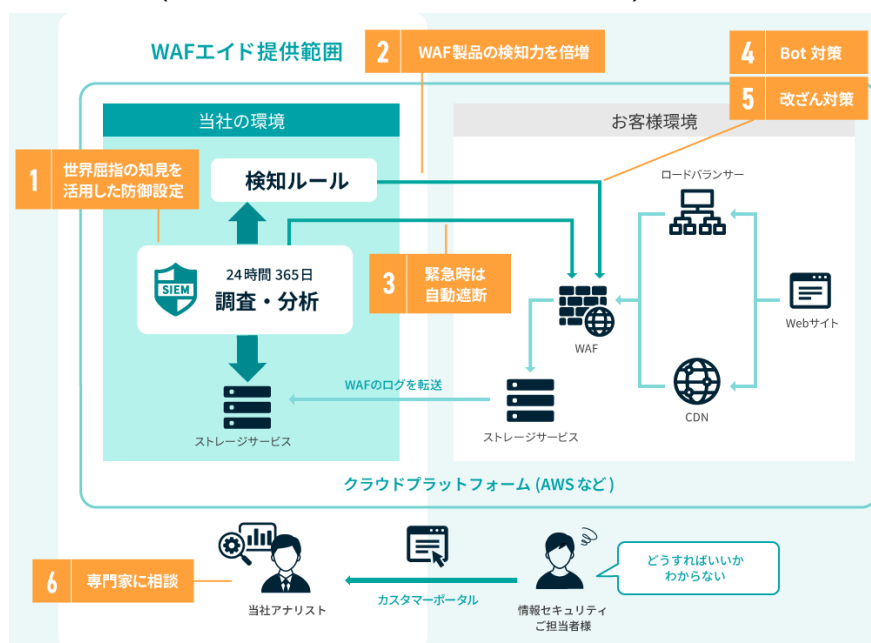 WAFエイド提供範囲
2 WAF製品の検知力を倍増
4 Bot 対策
5 改ざん対策
当社の環境
お客様環境
1 世界屈指の知見を
活用した防御設定
検知ルール
ロードバランサー
SIEM
24時間 365日
調査・分析
3 緊急時は
自動遮断
WAF
Webサイト
CDN
WAFのログを転送
ストレージサービス
ストレージサービス
クラウドプラットフォーム (AWSなど)
どうすればいいか
わからない
6 専門家に相談
当社アナリスト
カスタマーポータル
情報セキュリティ
ご担当者様